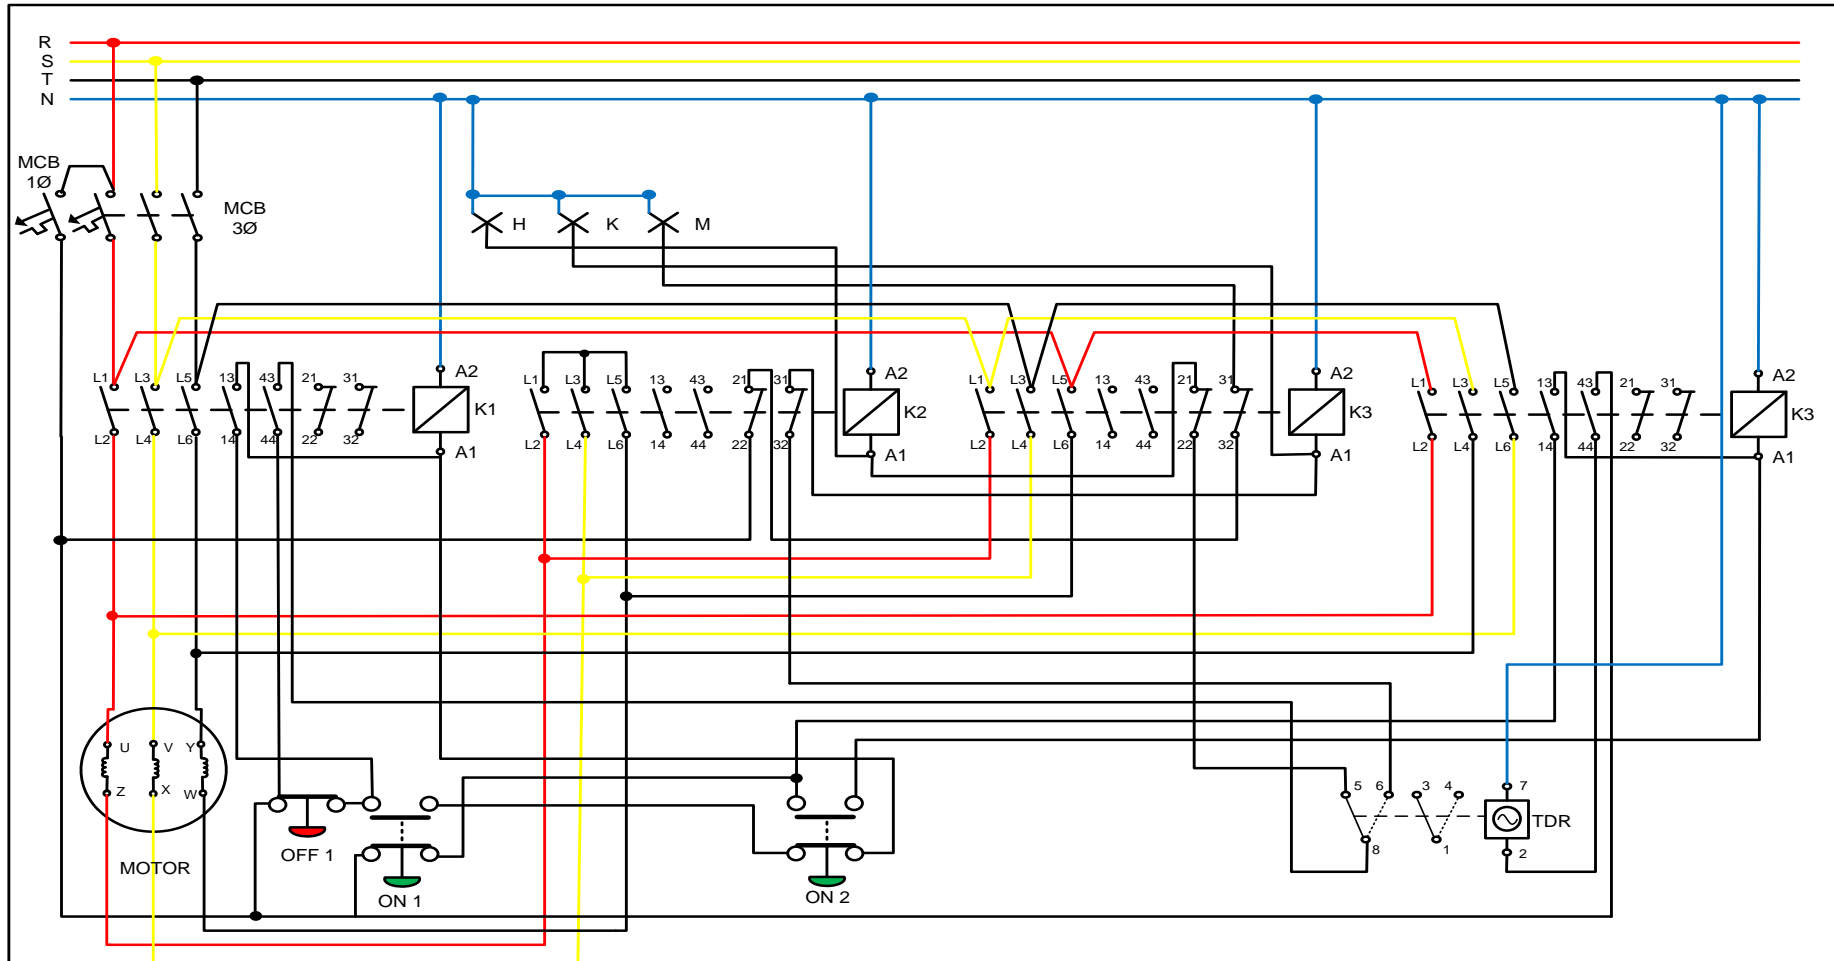 R
S
T
N
MCB
1Ø
MCB
3Ø
H K M
L1 L3 L5 13 43 21 31 A2
K1
L2 L4 L6 14 44 22 32 A1
L1 L3 L5 13 43 21 31 A2
K2
L2 L4 L6 14 44 22 32 A1
L1 L3 L5 13 43 21 31 A2
K3
L2 L4 L6 14 44 22 32 A1
L1 L3 L5 13 43 21 31 A2
K3
L2 L4 L6 14 44 22 32 A1
U V Y
Z X W
MOTOR
OFF 1
ON 1
ON 2
5 6 3 4 7
TDR
8 1 2